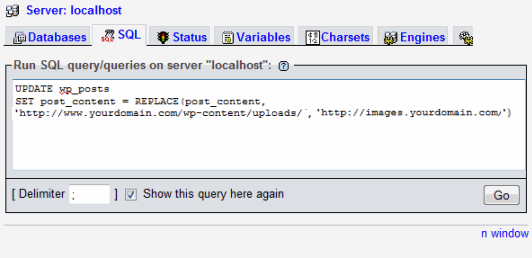 Server: localhost
Databases SQL Status Variables Charsets Engines
Run SQL query/queries on server "localhost":
UPDATE wp_posts
SET post_content = REPLACE(post_content,
'http://www.yourdomain.com/wp-content/uploads/', 'http://images.yourdomain.com/')
[ Delimiter ; ] Show this query here again Go
n window